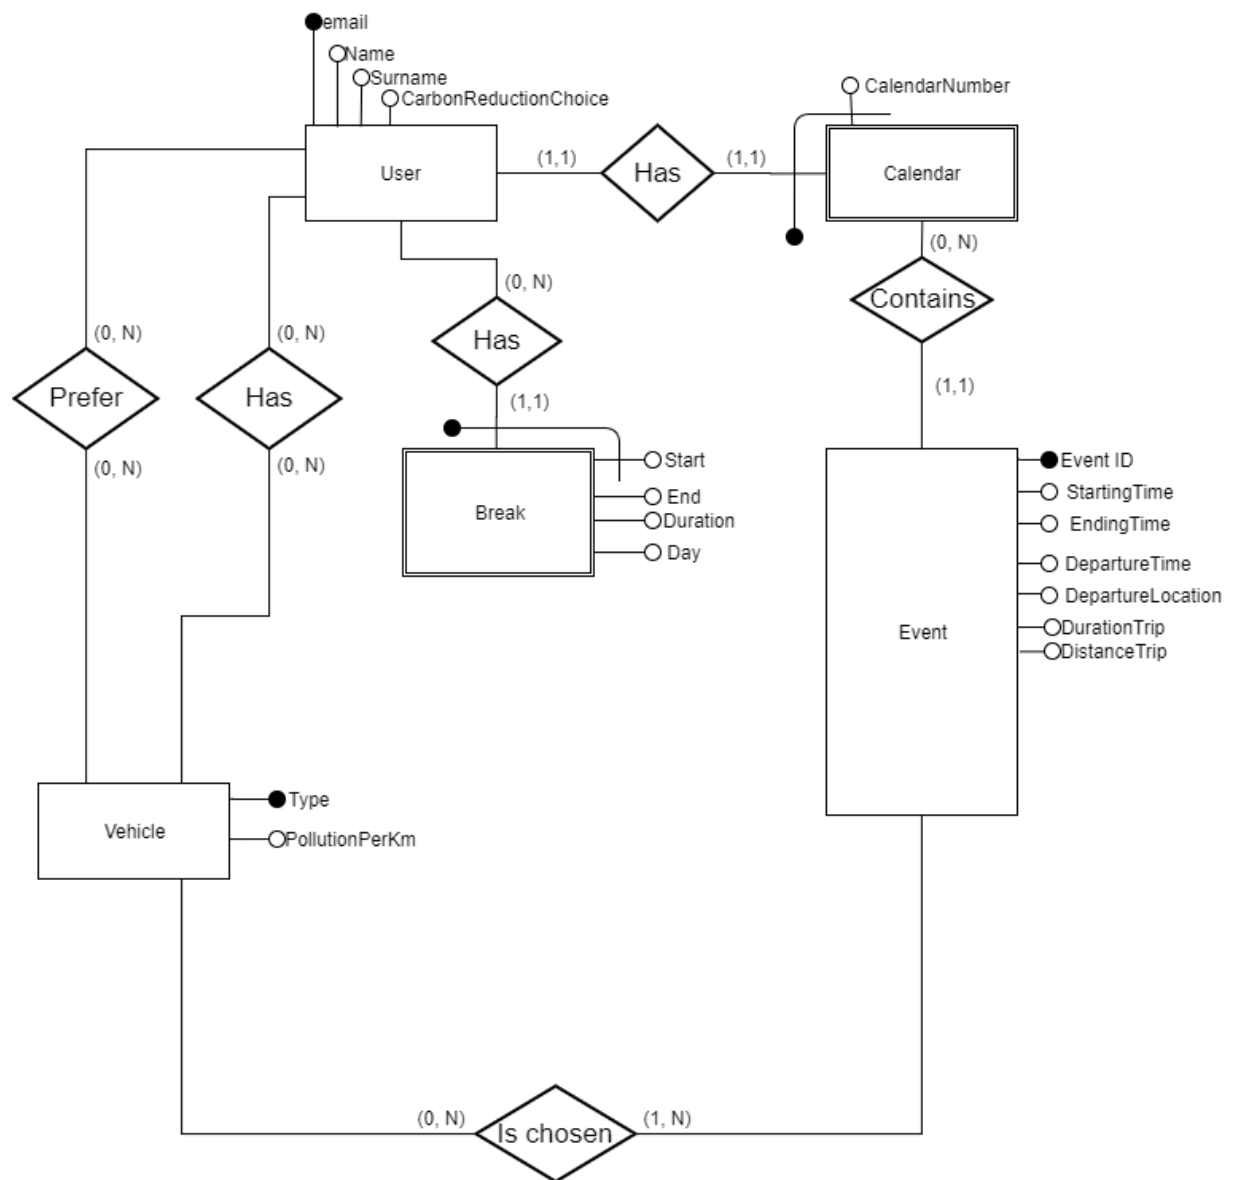 email
Name
Surname
CarbonReductionChoice
CalendarNumber
User
(1,1)
Has
(1,1)
Calendar
(0, N)
(0, N)
Contains
(0, N)
(0, N)
Has
Prefer
Has
(1,1)
(1,1)
(0, N)
(0, N)
Start
End
Duration
Day
Break
Event ID
StartingTime
EndingTime
DepartureTime
DepartureLocation
DurationTrip
DistanceTrip
Event
Type
PollutionPerKm
Vehicle
(0, N)
Is chosen
(1, N)